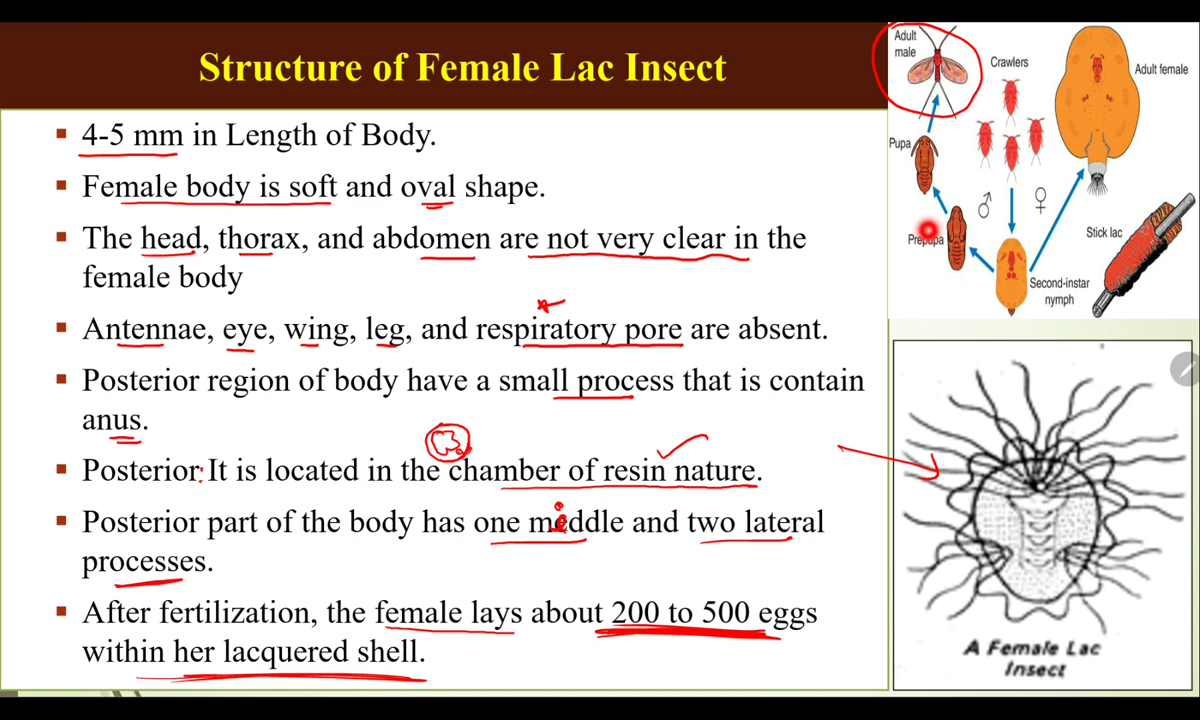 Structure of Female Lac Insect
▪ 4-5 mm in Length of Body.
▪ Female body is soft and oval shape.
▪ The head, thorax, and abdomen are not very clear in the
female body
▪ Antennae, eye, wing, leg, and respiratory pore are absent.
▪ Posterior region of body have a small process that is contain
anus.
▪ Posterior: It is located in the chamber of resin nature.
▪ Posterior part of the body has one middle and two lateral
processes.
▪ After fertilization, the female lays about 200 to 500 eggs
within her lacquered shell.
Adult
male
Crawlers
Adult female
Pupa
♂
♀
Prepupa
Stick lac
Second-instar
nymph
A Female Lac
Insect